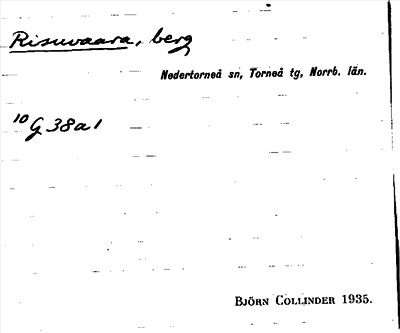 Risuvaara, berg
Nedertorneå sn, Torneå tg, Norrb. län.
10 G 38 a 1
BJÖRN COLLINDER 1935.